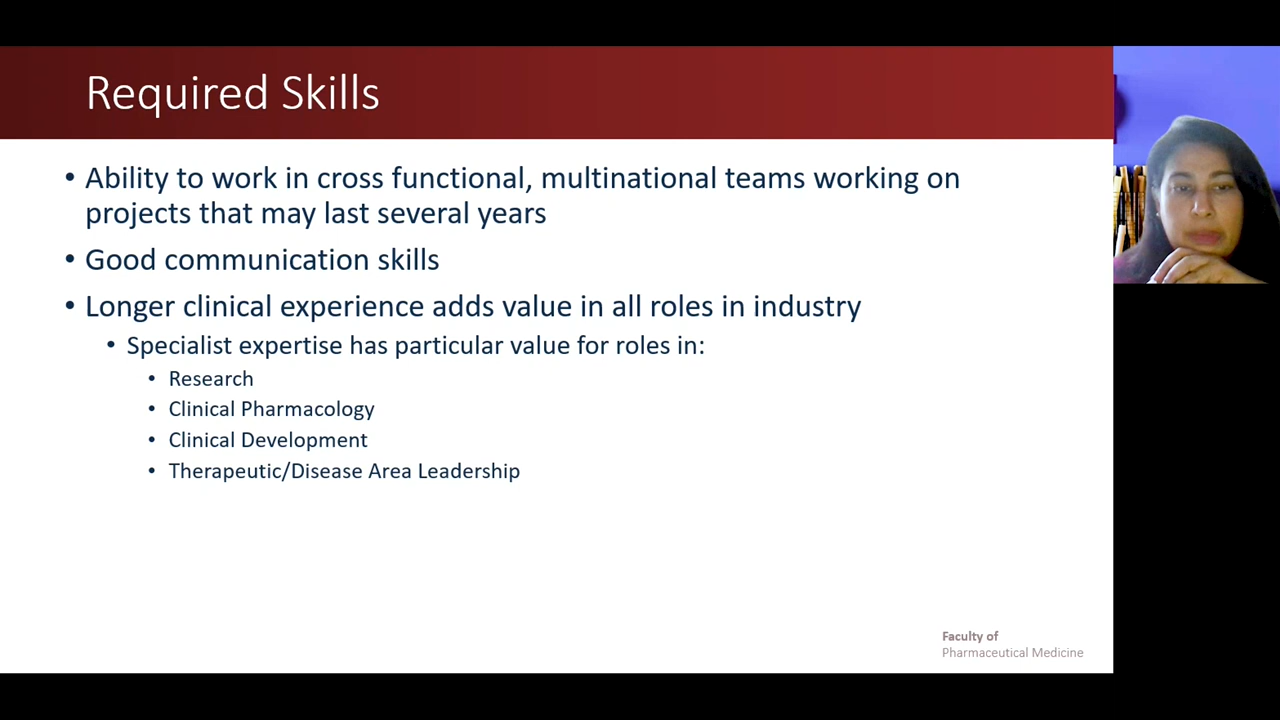 Required Skills
• Ability to work in cross functional, multinational teams working on
projects that may last several years
• Good communication skills
• Longer clinical experience adds value in all roles in industry
• Specialist expertise has particular value for roles in:
• Research
• Clinical Pharmacology
• Clinical Development
• Therapeutic/Disease Area Leadership
Faculty of
Pharmaceutical Medicine